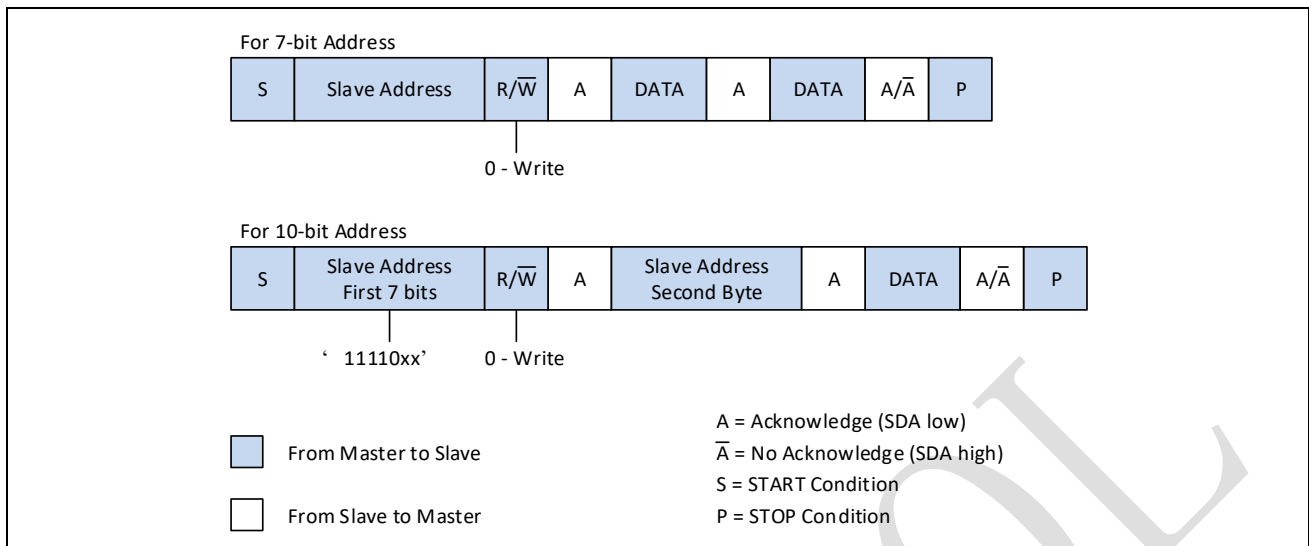 For 7-bit Address
S Slave Address R/W̅ A DATA A DATA A/A̅ P
0 - Write
For 10-bit Address
S Slave Address First 7 bits R/W̅ A Slave Address Second Byte A DATA A/A̅ P
‘ 11110xx’ 0 - Write
From Master to Slave
From Slave to Master
A = Acknowledge (SDA low)
A̅ = No Acknowledge (SDA high)
S = START Condition
P = STOP Condition